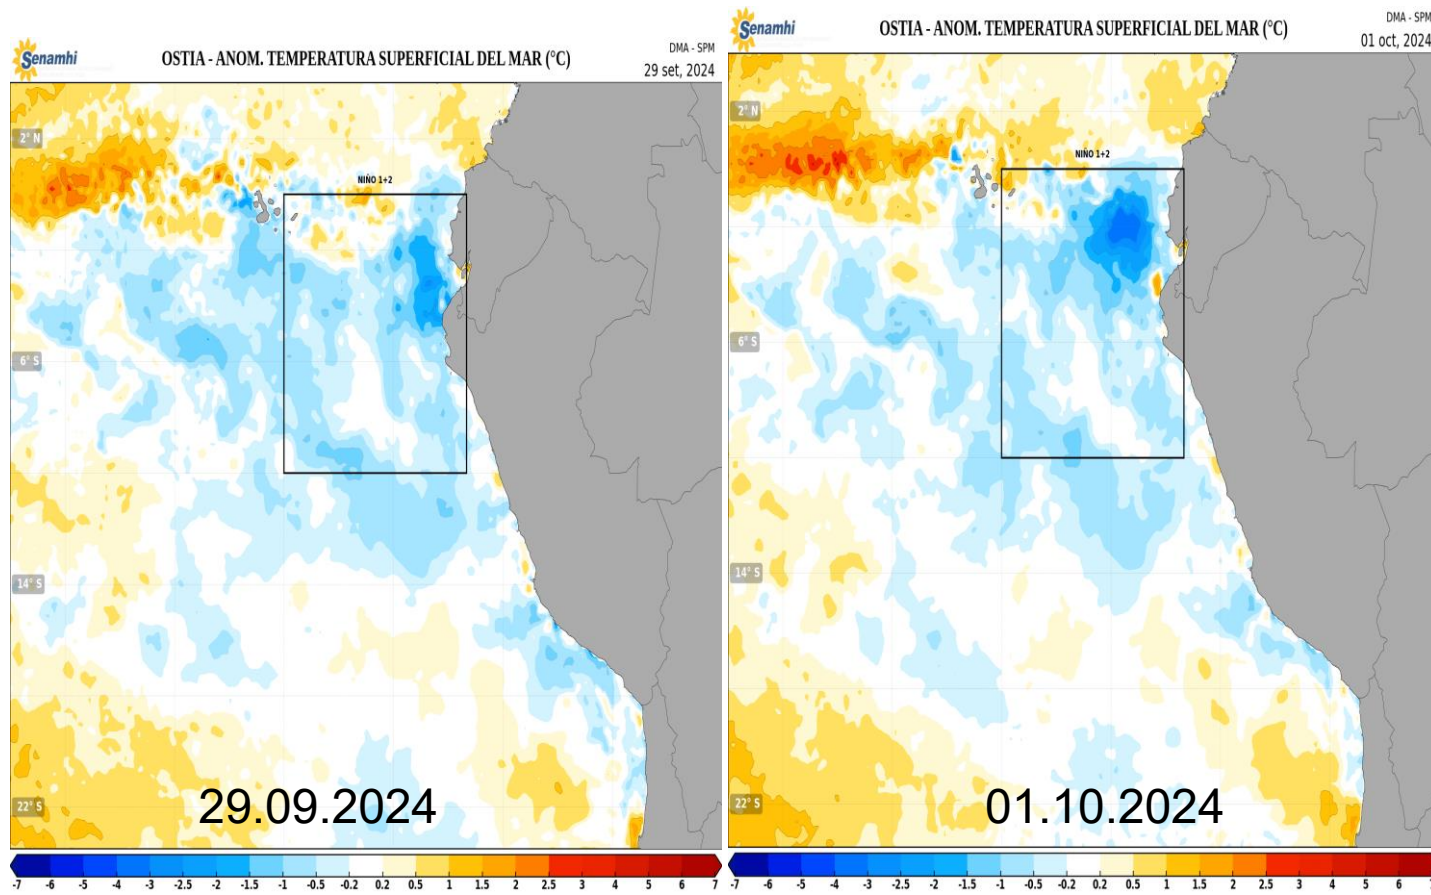 Senamhi
OSTIA - ANOM. TEMPERATURA SUPERFICIAL DEL MAR (°C)
DMA - SPM
29 set, 2024
2° N
NIÑO 1+2
6° S
14° S
22° S
29.09.2024
-7 -6 -5 -4 -3 -2.5 -2 -1.5 -1 -0.5 -0.2 0.2 0.5 1 1.5 2 2.5 3 4 5 6 7
Senamhi
OSTIA - ANOM. TEMPERATURA SUPERFICIAL DEL MAR (°C)
DMA - SPM
01 oct, 2024
2° N
NIÑO 1+2
6° S
14° S
22° S
01.10.2024
-7 -6 -5 -4 -3 -2.5 -2 -1.5 -1 -0.5 -0.2 0.2 0.5 1 1.5 2 2.5 3 4 5 6